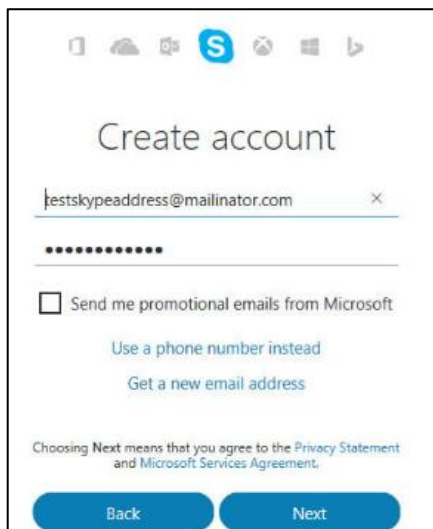 Create account
testskypeaddress@mailinator.com
••••••••••••
Send me promotional emails from Microsoft
Use a phone number instead
Get a new email address
Choosing Next means that you agree to the Privacy Statement
and Microsoft Services Agreement.
Back Next